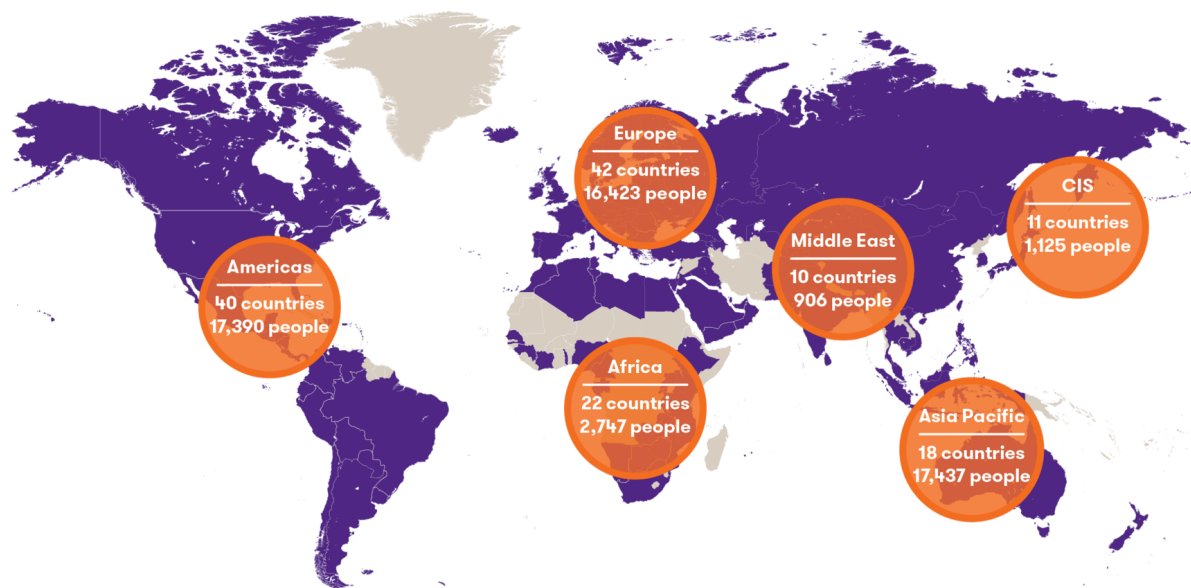 Europe
42 countries
16,423 people
CIS
11 countries
1,125 people
Middle East
10 countries
906 people
Americas
40 countries
17,390 people
Africa
22 countries
2,747 people
Asia Pacific
18 countries
17,437 people